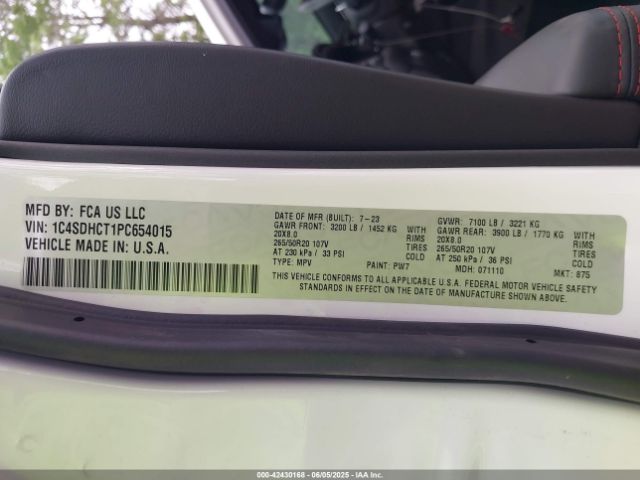 MFD BY: FCA US LLC
VIN: 1C4SDHCT1PC654015
VEHICLE MADE IN: U.S.A.
DATE OF MFR (BUILT): 7-23
GAWR FRONT: 3200 LB / 1452 KG WITH
20X8.0 RIMS
265/50R20 107V TIRES
AT 230 kPa / 33 PSI COLD
TYPE: MPV PAINT: PW7
GVWR: 7100 LB / 3221 KG
GAWR REAR: 3900 LB / 1770 KG WITH
20X8.0 RIMS
265/50R20 107V TIRES
AT 250 kPa / 36 PSI COLD
MDH: 071110 MKT: 875
THIS VEHICLE CONFORMS TO ALL APPLICABLE U.S.A. FEDERAL MOTOR VEHICLE SAFETY
STANDARDS IN EFFECT ON THE DATE OF MANUFACTURE SHOWN ABOVE.
000-42430168 - 06/05/2025 - IAA Inc.